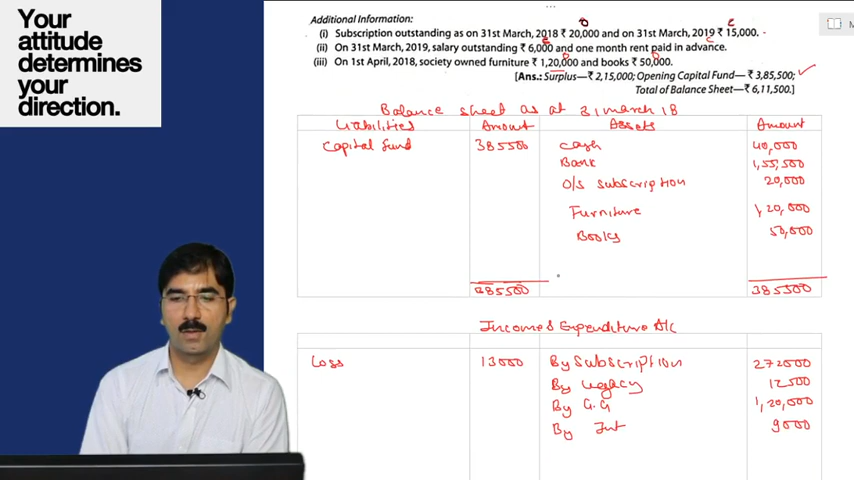 Your
attitude
determines
your
direction.
Additional Information:
(i) Subscription outstanding as on 31st March, 2018 ₹ 20,000 and on 31st March, 2019 ₹ 15,000.
(ii) On 31st March, 2019, salary outstanding ₹ 6,000 and one month rent paid in advance.
(iii) On 1st April, 2018, society owned furniture ₹ 1,20,000 and books ₹ 50,000.
[Ans.: Surplus—₹ 2,15,000; Opening Capital Fund—₹ 3,85,500;
Total of Balance Sheet—₹ 6,11,500.]
Balance sheet as at 31 march 18
Liabilities Amount Assets Amount
Capital fund 385500 Cash 40,000
Bank 1,55,500
O/S subscription 20,000
Furniture 1,20,000
Books 50,000
385500 385500
Income & Expenditure A/c
Loss 13000 By Subscription 272000
By Legacy 12500
By G.G 1,20,000
By Int 9000